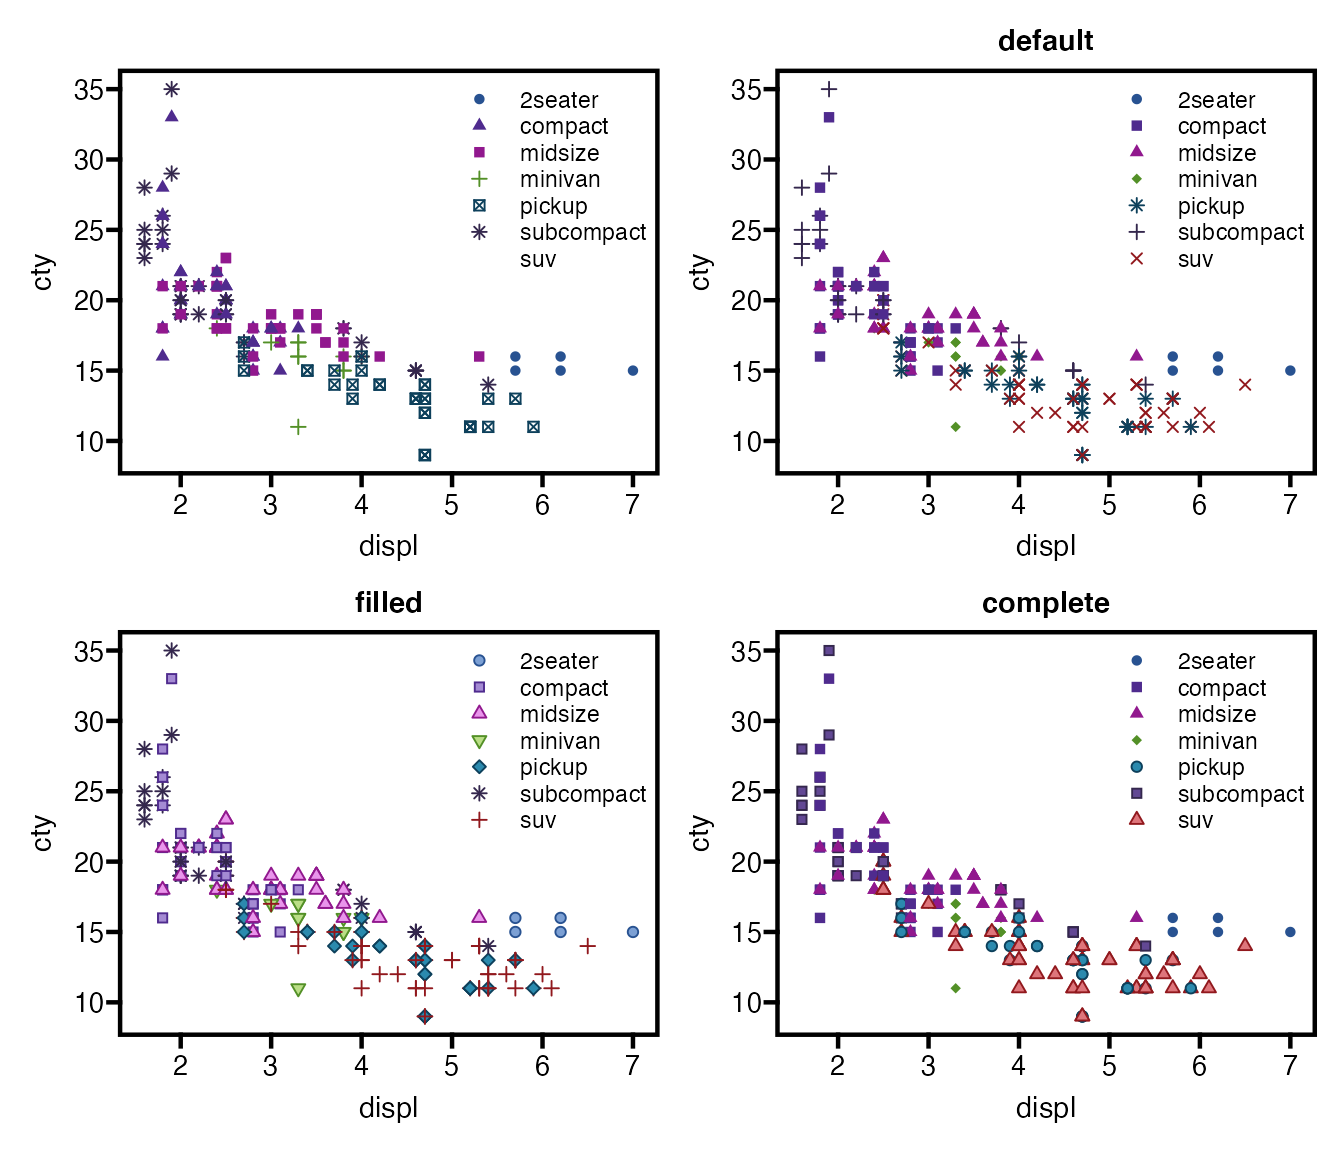 35
30
25
20
15
10
cty
2seater
compact
midsize
minivan
pickup
subcompact
suv
2 3 4 5 6 7
displ
default
35
30
25
20
15
10
cty
2seater
compact
midsize
minivan
pickup
subcompact
suv
2 3 4 5 6 7
displ
filled
35
30
25
20
15
10
cty
2seater
compact
midsize
minivan
pickup
subcompact
suv
2 3 4 5 6 7
displ
complete
35
30
25
20
15
10
cty
2seater
compact
midsize
minivan
pickup
subcompact
suv
2 3 4 5 6 7
displ